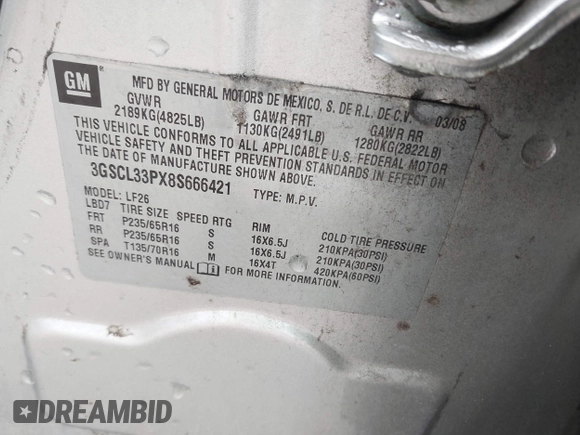 GM
MFD BY GENERAL MOTORS DE MEXICO, S. DE R.L. DE C.V. 03/08
GVWR GAWR FRT GAWR RR
2189KG(4825LB) 1130KG(2491LB) 1280KG(2822LB)
THIS VEHICLE CONFORMS TO ALL APPLICABLE U.S. FEDERAL MOTOR
VEHICLE SAFETY AND THEFT PREVENTION STANDARDS IN EFFECT ON
THE DATE OF MANUFACTURE SHOWN ABOVE.
3GSCL33PX8S666421 TYPE: M.P.V.
MODEL: LF26
LBD7 TIRE SIZE SPEED RTG RIM COLD TIRE PRESSURE
FRT P235/65R16 S 16X6.5J 210KPA(30PSI)
RR P235/65R16 S 16X6.5J 210KPA(30PSI)
SPA T135/70R16 M 16X4T 420KPA(60PSI)
SEE OWNER'S MANUAL FOR MORE INFORMATION.
DREAMBID